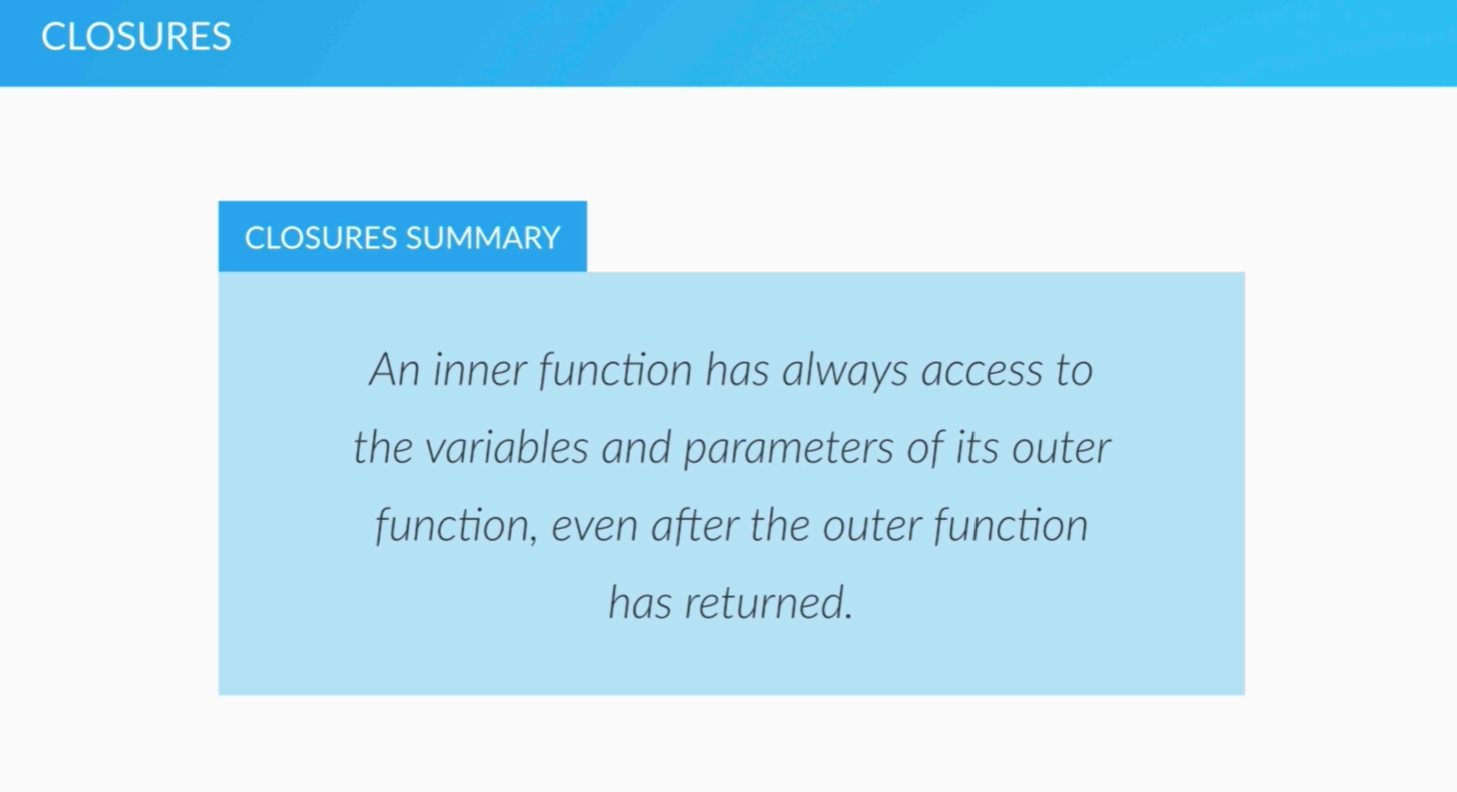 CLOSURES
CLOSURES SUMMARY
An inner function has always access to
the variables and parameters of its outer
function, even after the outer function
has returned.